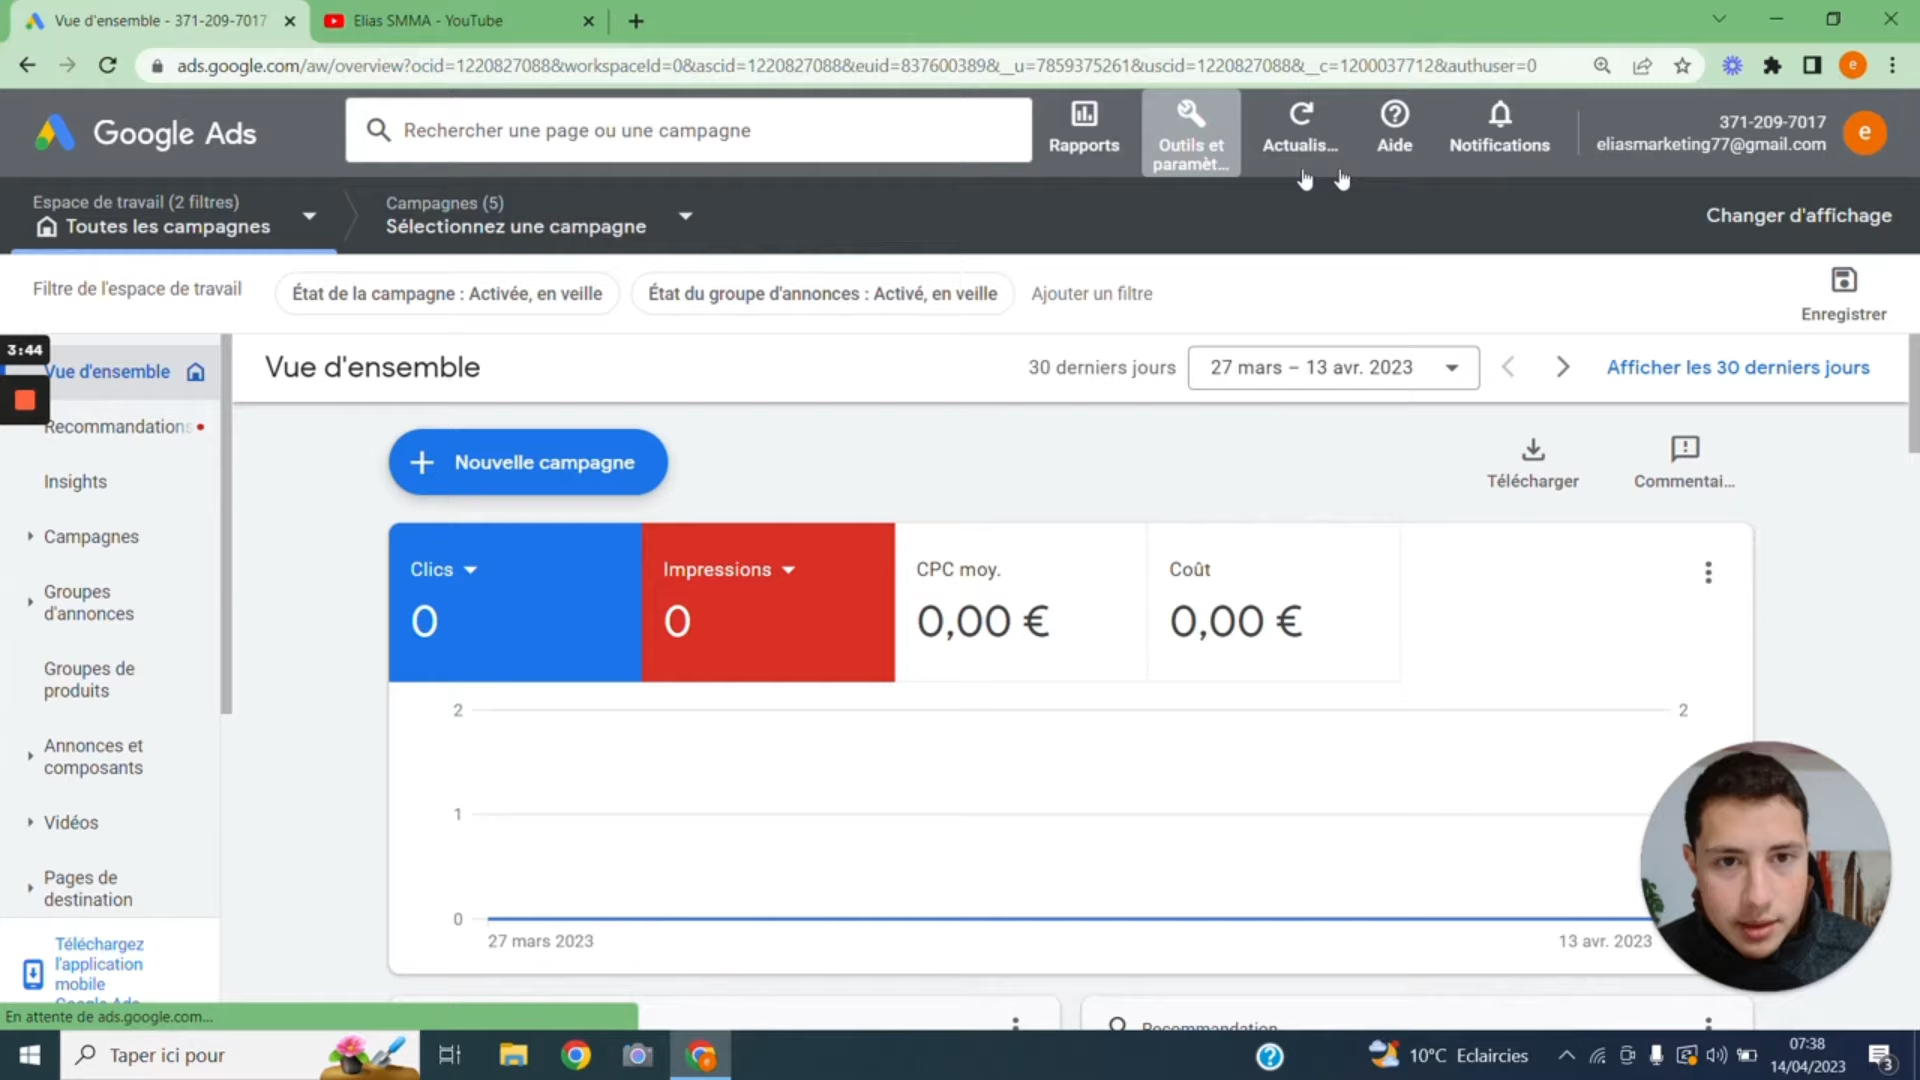 Vue d'ensemble - 371-209-7017
Elias SMMA - YouTube
ads.google.com/aw/overview?ocid=1220827088&workspaceId=0&ascid=1220827088&euid=837600389&__u=7859375261&uscid=1220827088&__c=1200037712&authuser=0
e
Google Ads
Rechercher une page ou une campagne
Rapports
Outils et
paramèt...
Actualis...
Aide
Notifications
371-209-7017
eliasmarketing77@gmail.com
e
Espace de travail (2 filtres)
Toutes les campagnes
Campagnes (5)
Sélectionnez une campagne
Changer d'affichage
Filtre de l'espace de travail
État de la campagne : Activée, en veille
État du groupe d'annonces : Activé, en veille
Ajouter un filtre
Enregistrer
3:44
Vue d'ensemble
Recommandations
Insights
Campagnes
Groupes
d'annonces
Groupes de
produits
Annonces et
composants
Vidéos
Pages de
destination
Téléchargez
l'application
mobile
Google Ads
Vue d'ensemble
30 derniers jours
27 mars – 13 avr. 2023
Afficher les 30 derniers jours
Nouvelle campagne
Télécharger
Commentai...
Clics
0
Impressions
0
CPC moy.
0,00 €
Coût
0,00 €
2
2
1
0
27 mars 2023
13 avr. 2023
Recommandation
En attente de ads.google.com...
Taper ici pour
10°C Eclaircies
07:38
14/04/2023
3